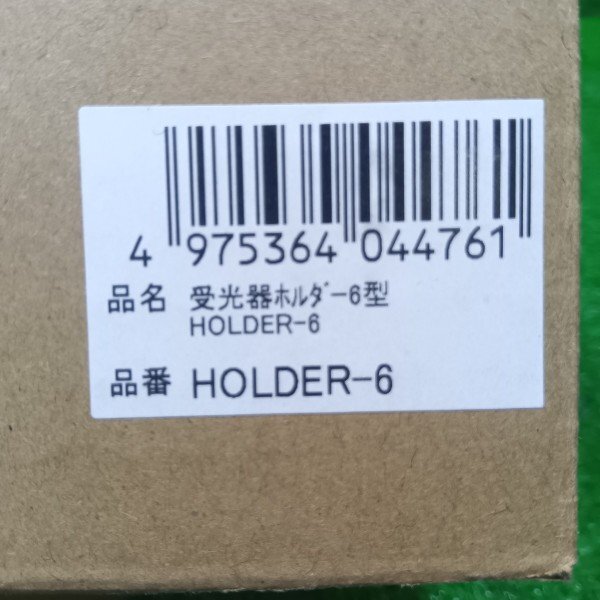 4 975364 044761
品名 受光器ﾎﾙﾀﾞｰ6型
HOLDER-6
品番 HOLDER-6